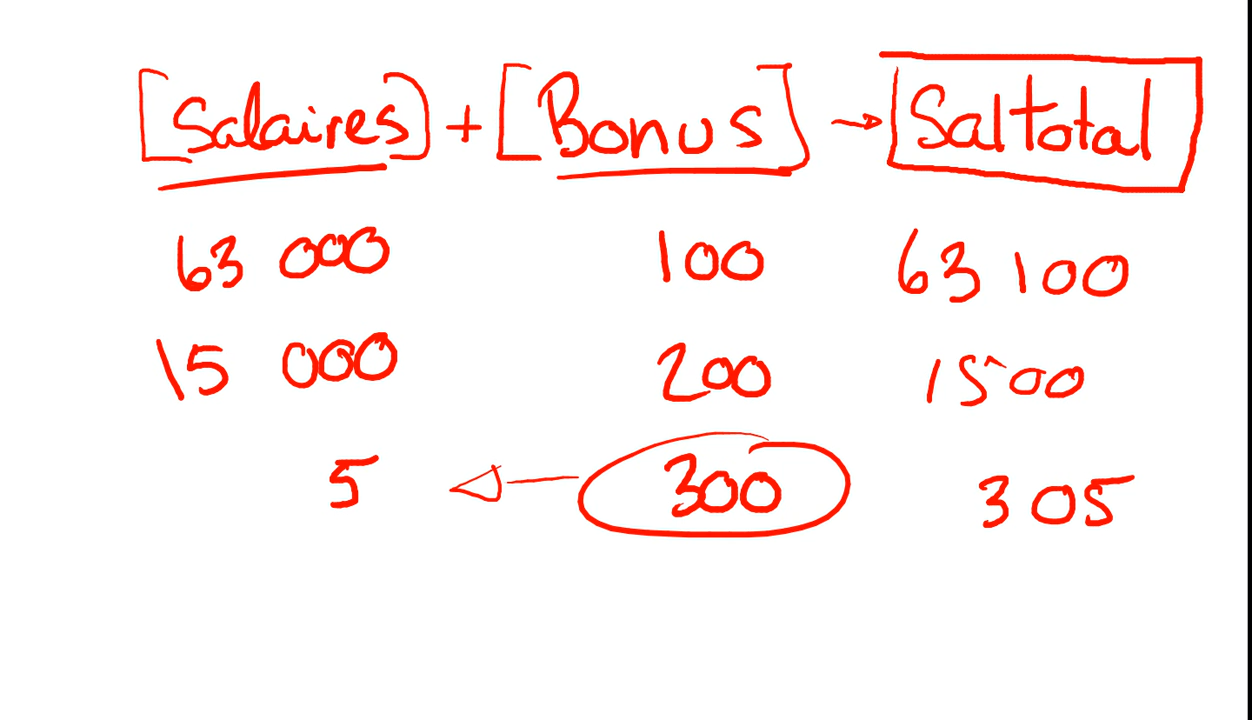 [Salaires] + [Bonus] → Saltotal
63 000 100 63 100
15 000 200 1500
5 300 305